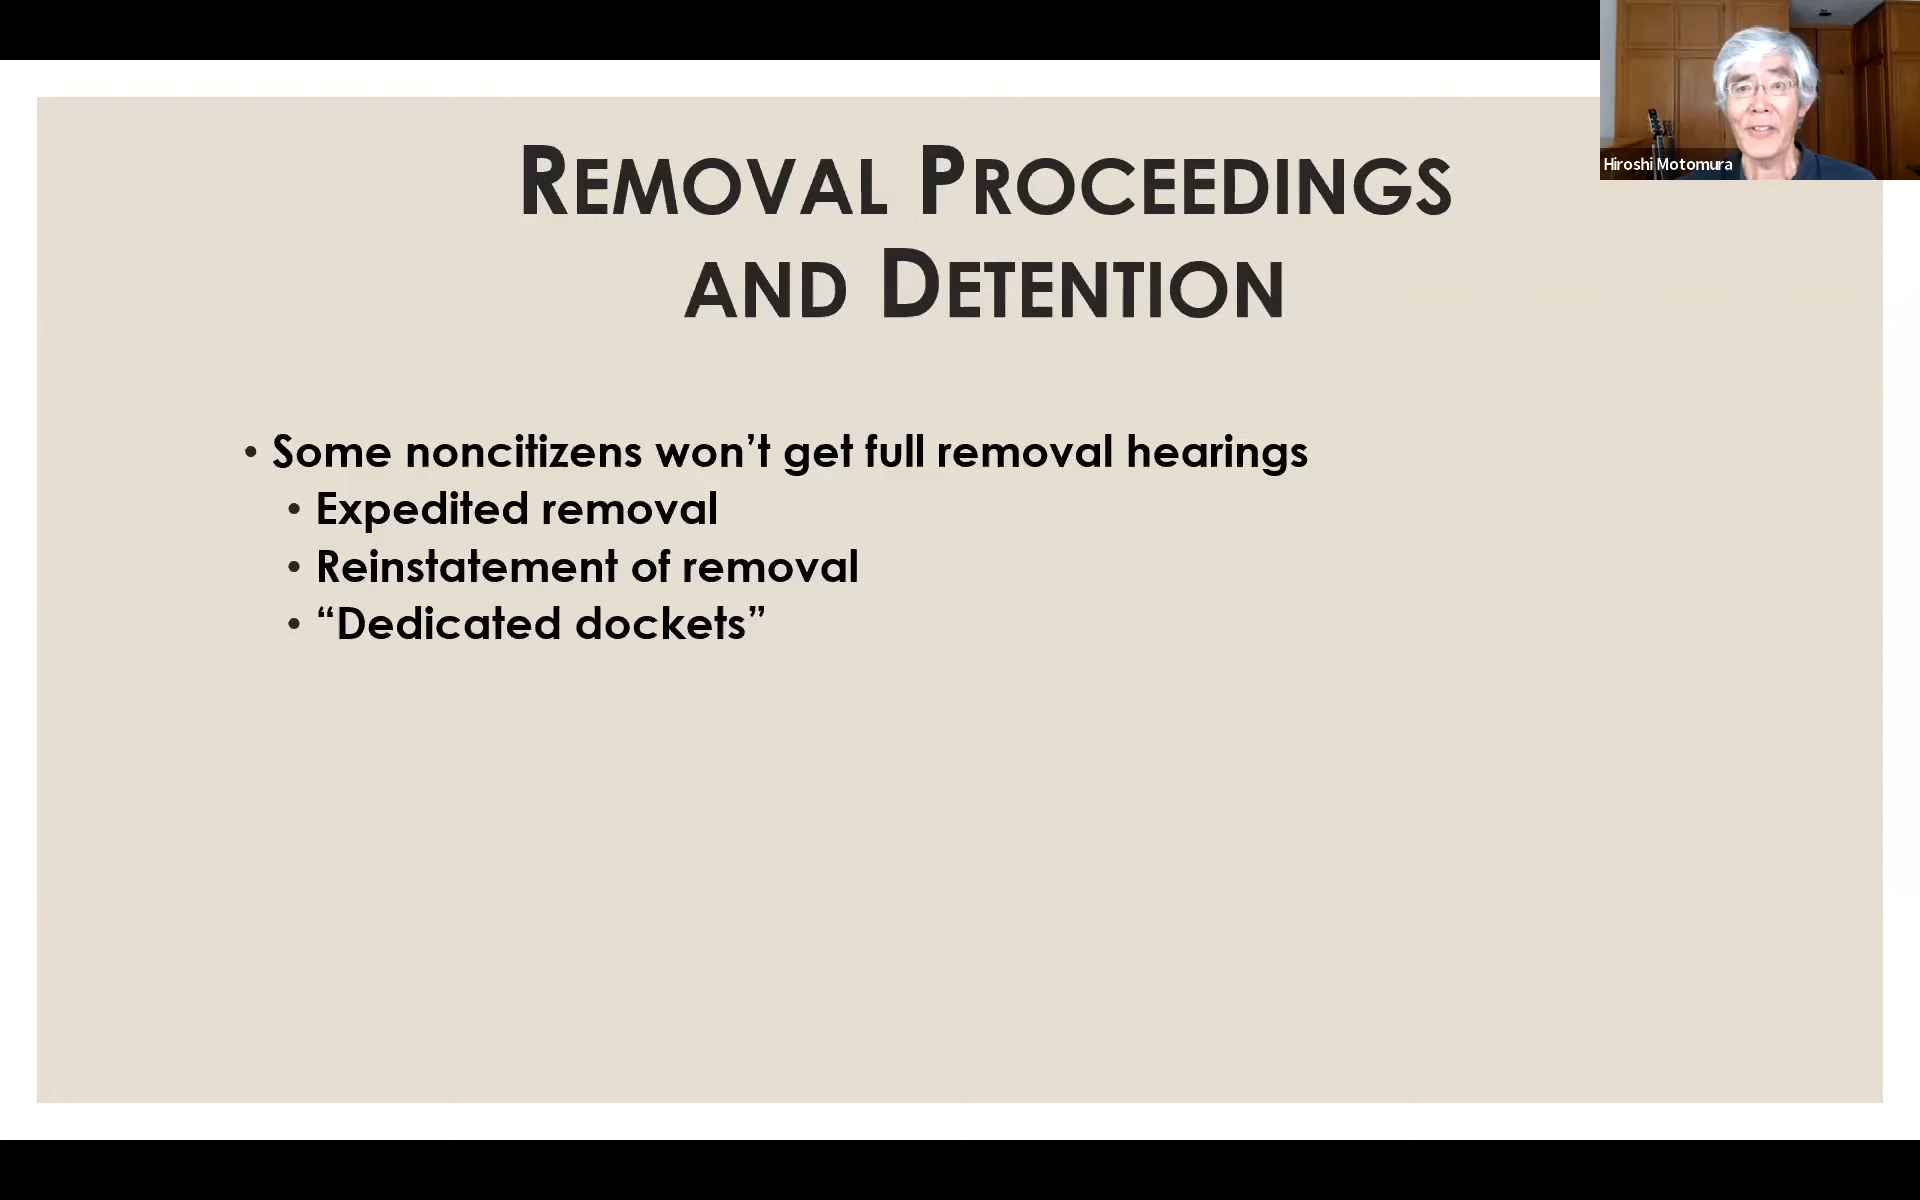 Hiroshi Motomura
REMOVAL PROCEEDINGS
AND DETENTION
• Some noncitizens won’t get full removal hearings
• Expedited removal
• Reinstatement of removal
• “Dedicated dockets”